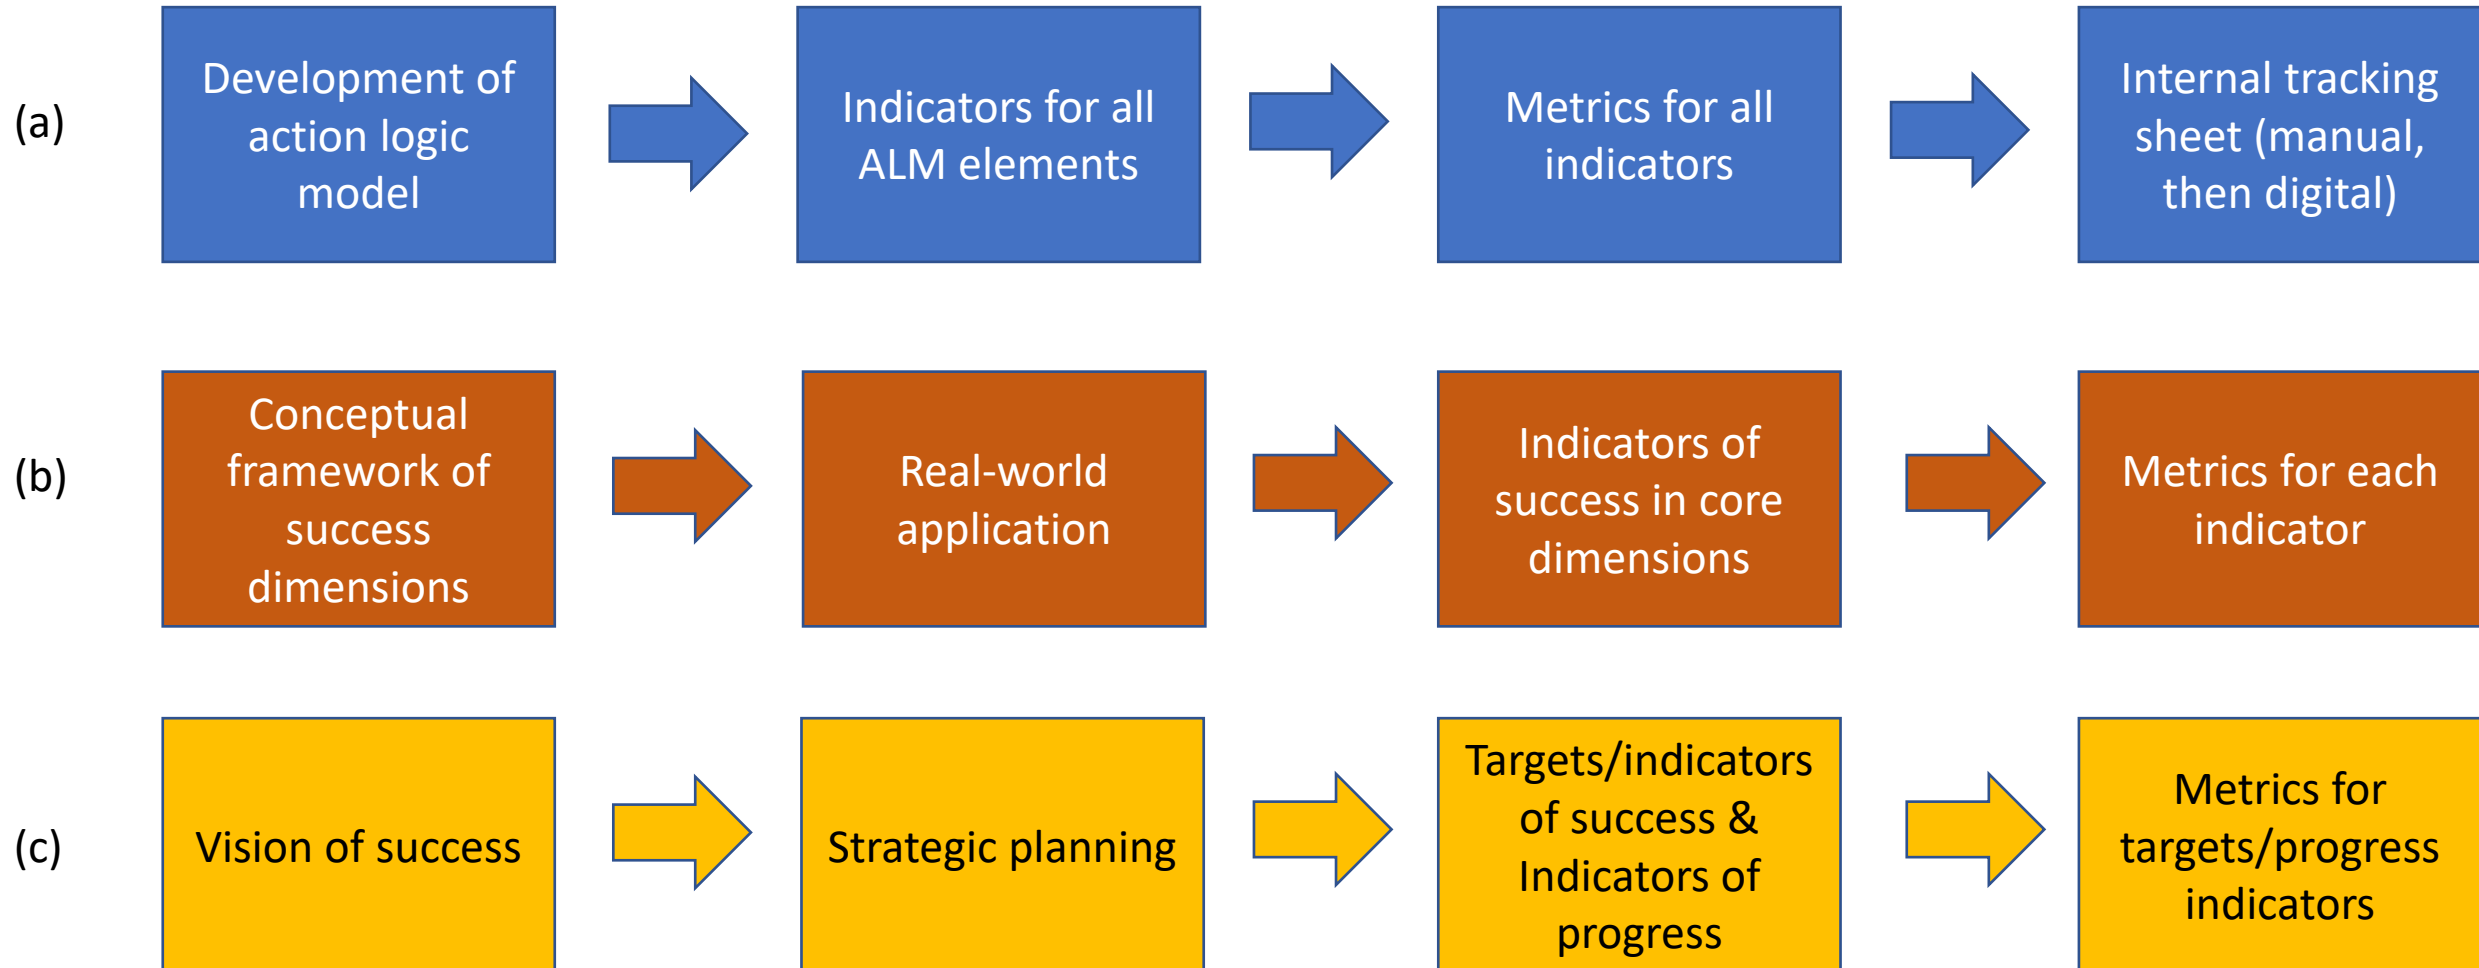 (a)
Development of
action logic
model
Indicators for all
ALM elements
Metrics for all
indicators
Internal tracking
sheet (manual,
then digital)
(b)
Conceptual
framework of
success
dimensions
Real-world
application
Indicators of
success in core
dimensions
Metrics for each
indicator
(c)
Vision of success
Strategic planning
Targets/indicators
of success &
Indicators of
progress
Metrics for
targets/progress
indicators